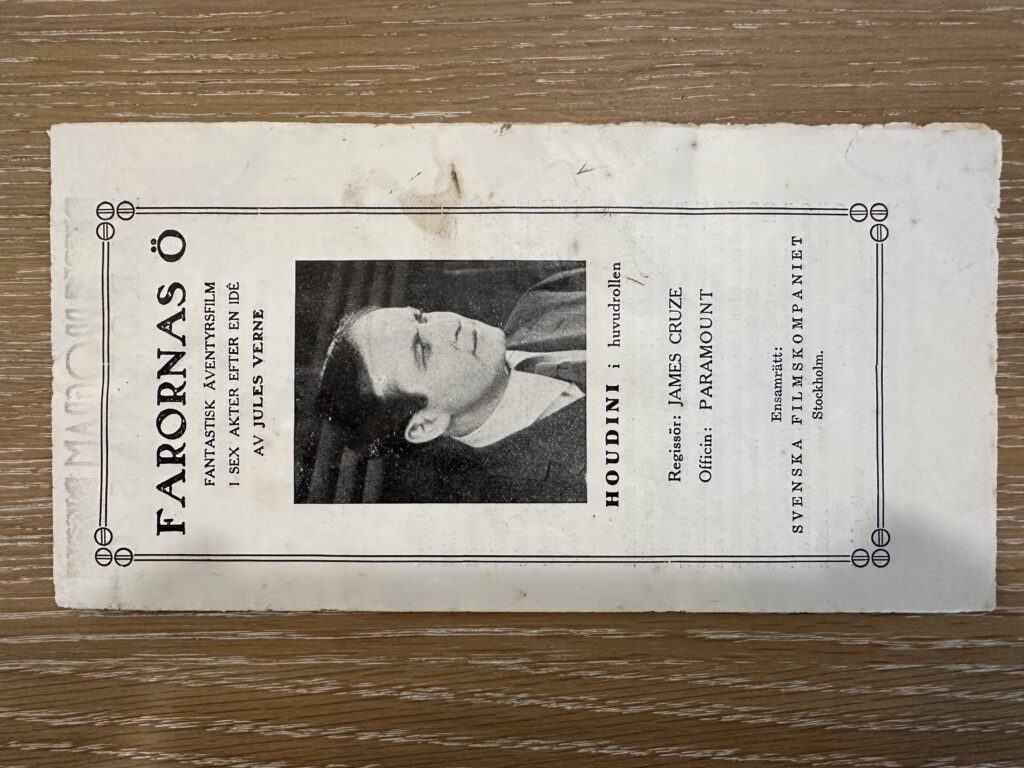 FARORNAS Ö
FANTASTISK ÄVENTYRSFILM
I SEX AKTER EFTER EN IDÉ
AV JULES VERNE
HOUDINI i huvudrollen
Regissör: JAMES CRUZE
Officin: PARAMOUNT
Ensamrätt:
SVENSKA FILMSKOMPANIET
Stockholm.